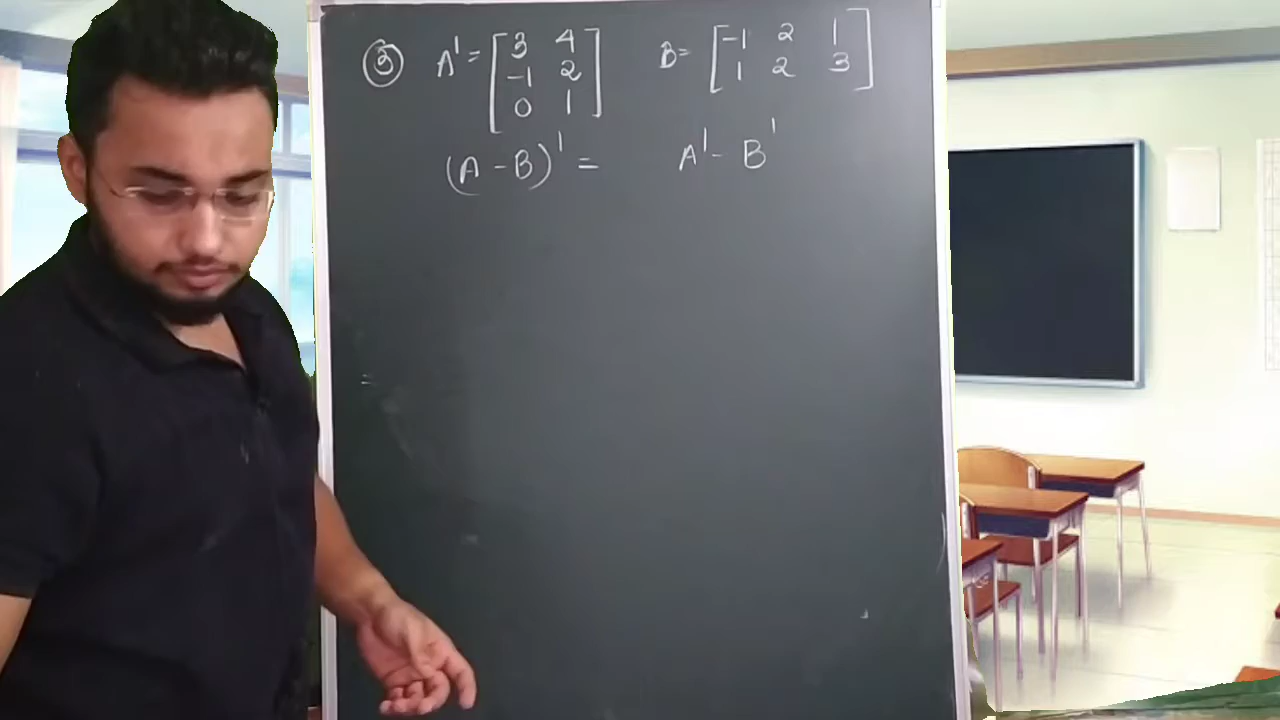 ③ A' = [3 4 B = [-1 2 1
-1 2 1 2 3]
0 1]
(A - B)' = A' - B'
=